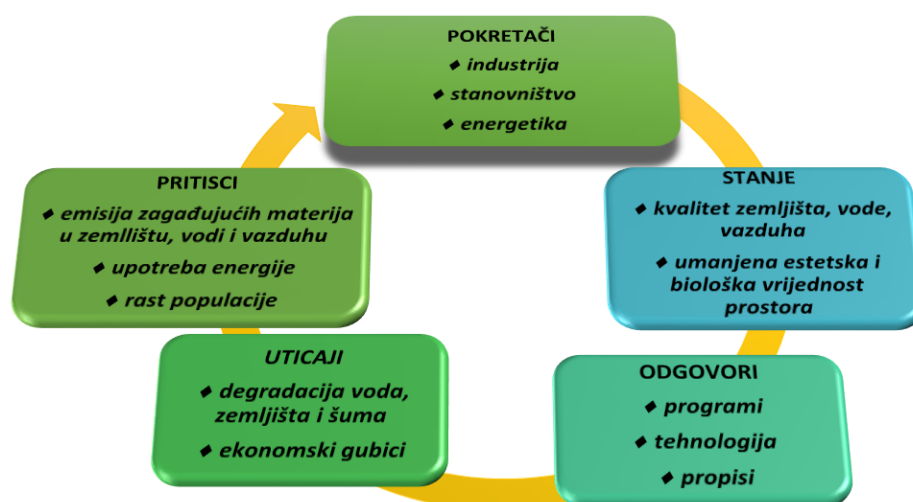 POKRETAČI
◆ industrija
◆ stanovništvo
◆ energetika
PRITISCI
◆ emisija zagađujućih materija
u zemllištu, vodi i vazduhu
◆ upotreba energije
◆ rast populacije
STANJE
◆ kvalitet zemljišta, vode,
vazduha
◆ umanjena estetska i
biološka vrijednost
prostora
UTICAJI
◆ degradacija voda,
zemljišta i šuma
◆ ekonomski gubici
ODGOVORI
◆ programi
◆ tehnologija
◆ propisi